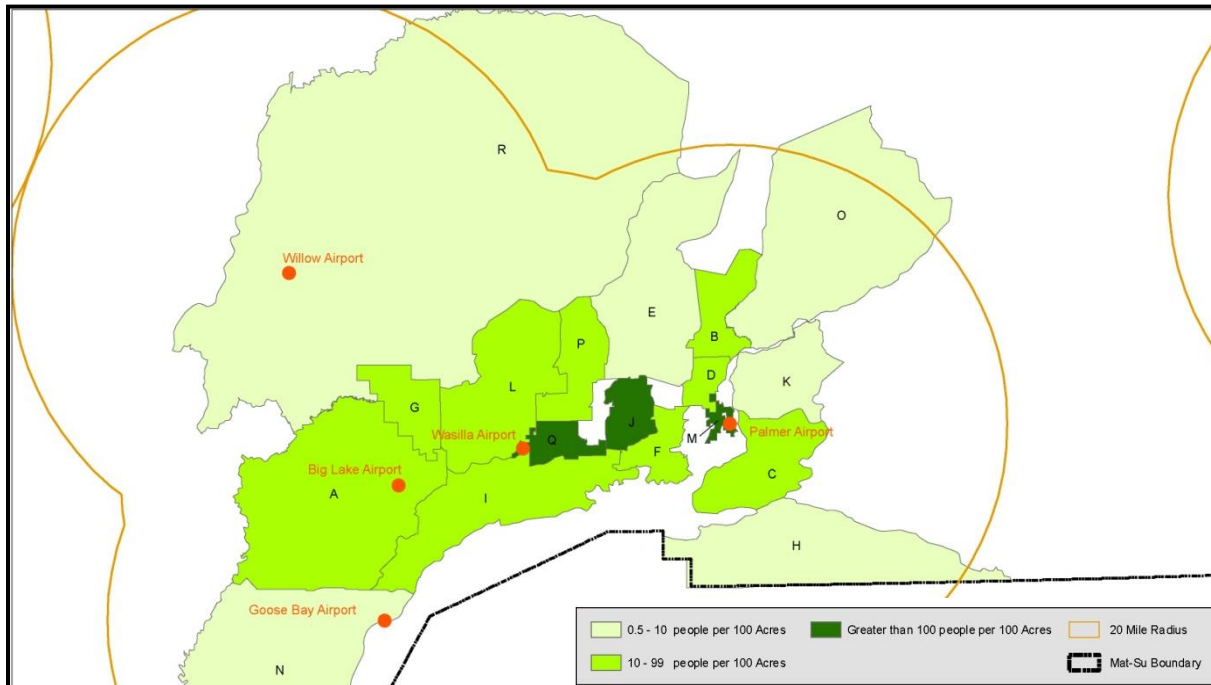 R
O
Willow Airport
E
P
B
L
D
K
G
J
Wasilla Airport
Q
M
Palmer Airport
F
Big Lake Airport
A
I
C
H
Goose Bay Airport
N
0.5 - 10 people per 100 Acres
Greater than 100 people per 100 Acres
20 Mile Radius
10 - 99 people per 100 Acres
Mat-Su Boundary